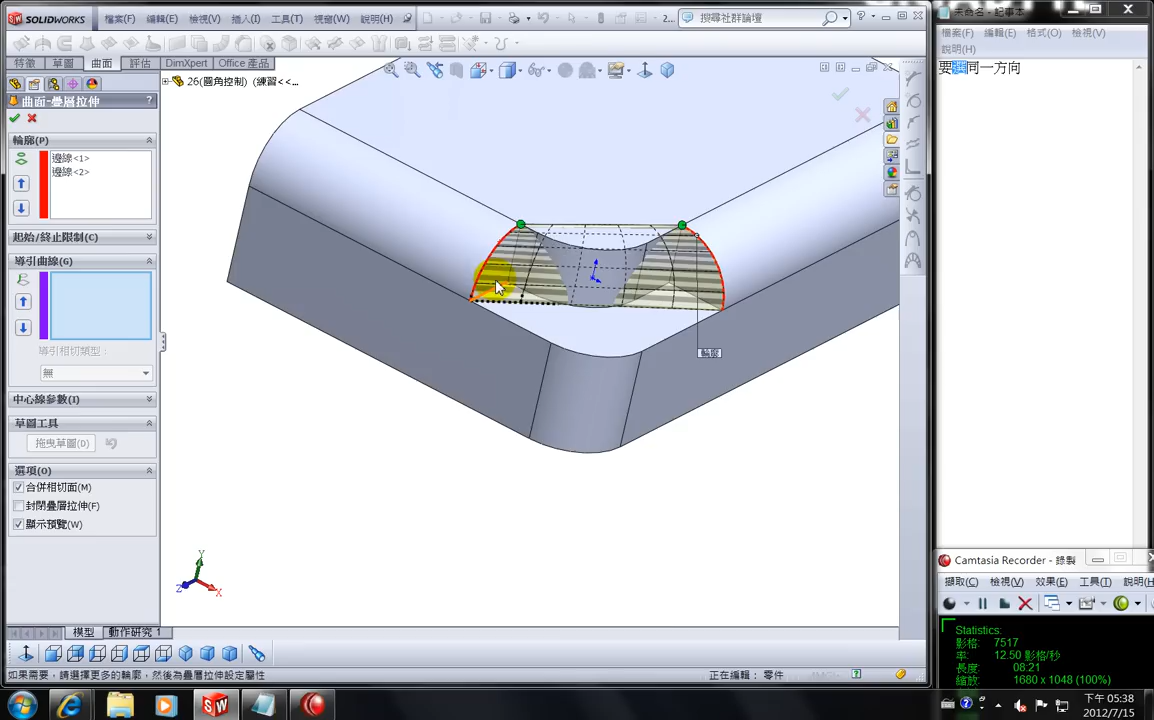 SOLIDWORKS
檔案(F) 編輯(E) 檢視(V) 插入(I) 工具(T) 視窗(W) 說明(H)
2...
搜尋社群論壇
特徵 草圖 曲面 評估 DimXpert Office 產品
26(圓角控制) (練習<<...
曲面-疊層拉伸
?
輪廓(P)
邊線<1>
邊線<2>
起始/終止限制(C)
導引曲線(G)
導引相切類型:
無
中心線參數(I)
草圖工具
拖曳草圖(D)
選項(O)
合併相切面(M)
封閉疊層拉伸(F)
顯示預覽(W)
輪廓
Y
Z
X
模型 動作研究 1
如果需要, 請選擇更多的輪廓, 然後為疊層拉伸設定屬性
正在編輯: 零件
未命名 - 記事本
檔案(F) 編輯(E) 格式(O) 檢視(V)
說明(H)
要選同一方向
Camtasia Recorder - 錄製
擷取(C) 檢視(V) 效果(E) 工具(T) 說明(H)
Statistics:
影格: 7517
率: 12.50 影格/秒
長度: 08:21
縮放: 1680 x 1048 (100%)
下午 05:38
2012/7/15